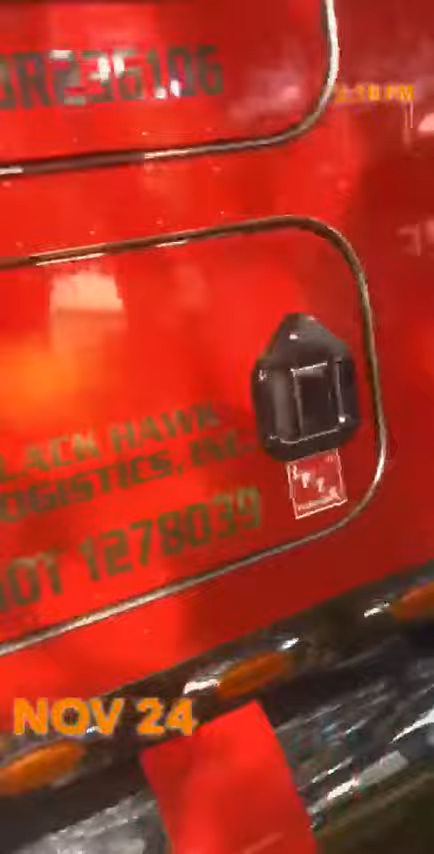 R236106
LACK HAWK
OGISTICS, INC.
OT 1278039
NOV 24